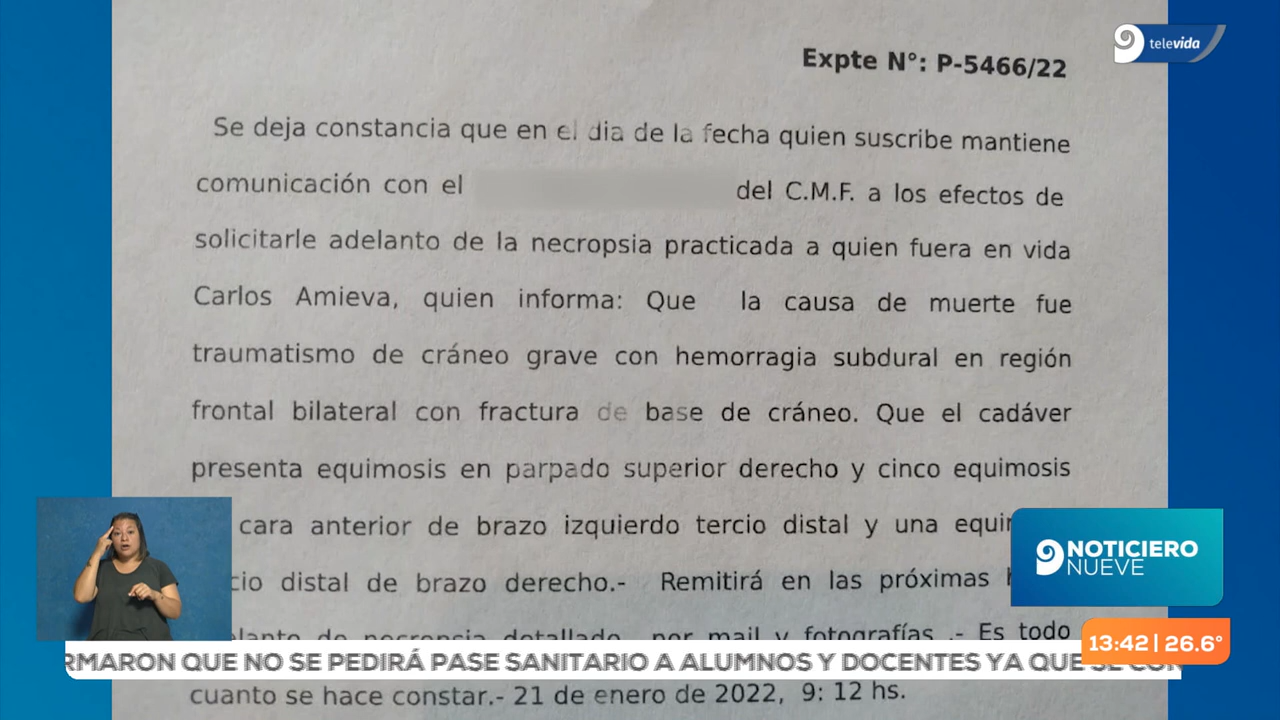 televida
Expte N°: P-5466/22
Se deja constancia que en el dia de la fecha quien suscribe mantiene
comunicación con el
del C.M.F. a los efectos de
solicitarle adelanto de la necropsia practicada a quien fuera en vida
Carlos Amieva, quien informa: Que la causa de muerte fue
traumatismo de cráneo grave con hemorragia subdural en región
frontal bilateral con fractura de base de cráneo. Que el cadáver
presenta equimosis en parpado superior derecho y cinco equimosis
cara anterior de brazo izquierdo tercio distal y una
distal de brazo derecho.- Remitirá en las próximas
de necropsia detallado por mail y fotografías .- Es todo
cuanto se hace constar.- 21 de enero de 2022, 9: 12 hs.
9 NOTICIERO
NUEVE
13:42 | 26.6°
RMARON QUE NO SE PEDIRÁ PASE SANITARIO A ALUMNOS Y DOCENTES YA QUE SE